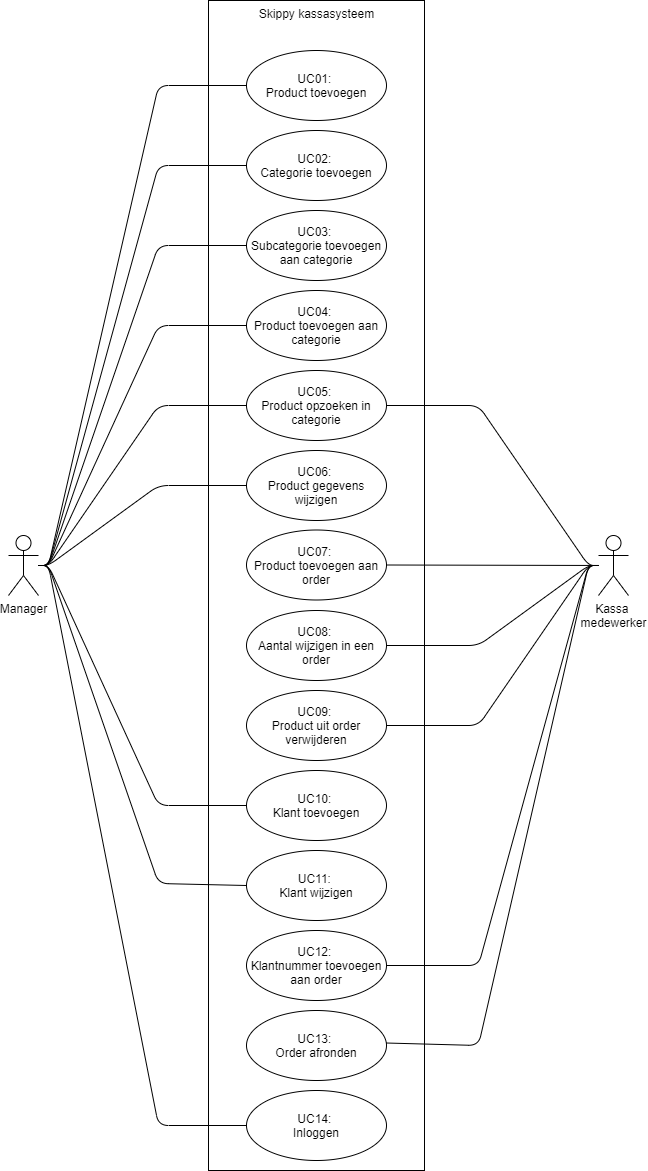 Skippy kassasysteem
UC01:
Product toevoegen
UC02:
Categorie toevoegen
UC03:
Subcategorie toevoegen
aan categorie
UC04:
Product toevoegen aan
categorie
UC05:
Product opzoeken in
categorie
UC06:
Product gegevens
wijzigen
UC07:
Product toevoegen aan
order
Manager
Kassa
medewerker
UC08:
Aantal wijzigen in een
order
UC09:
Product uit order
verwijderen
UC10:
Klant toevoegen
UC11:
Klant wijzigen
UC12:
Klantnummer toevoegen
aan order
UC13:
Order afronden
UC14:
Inloggen